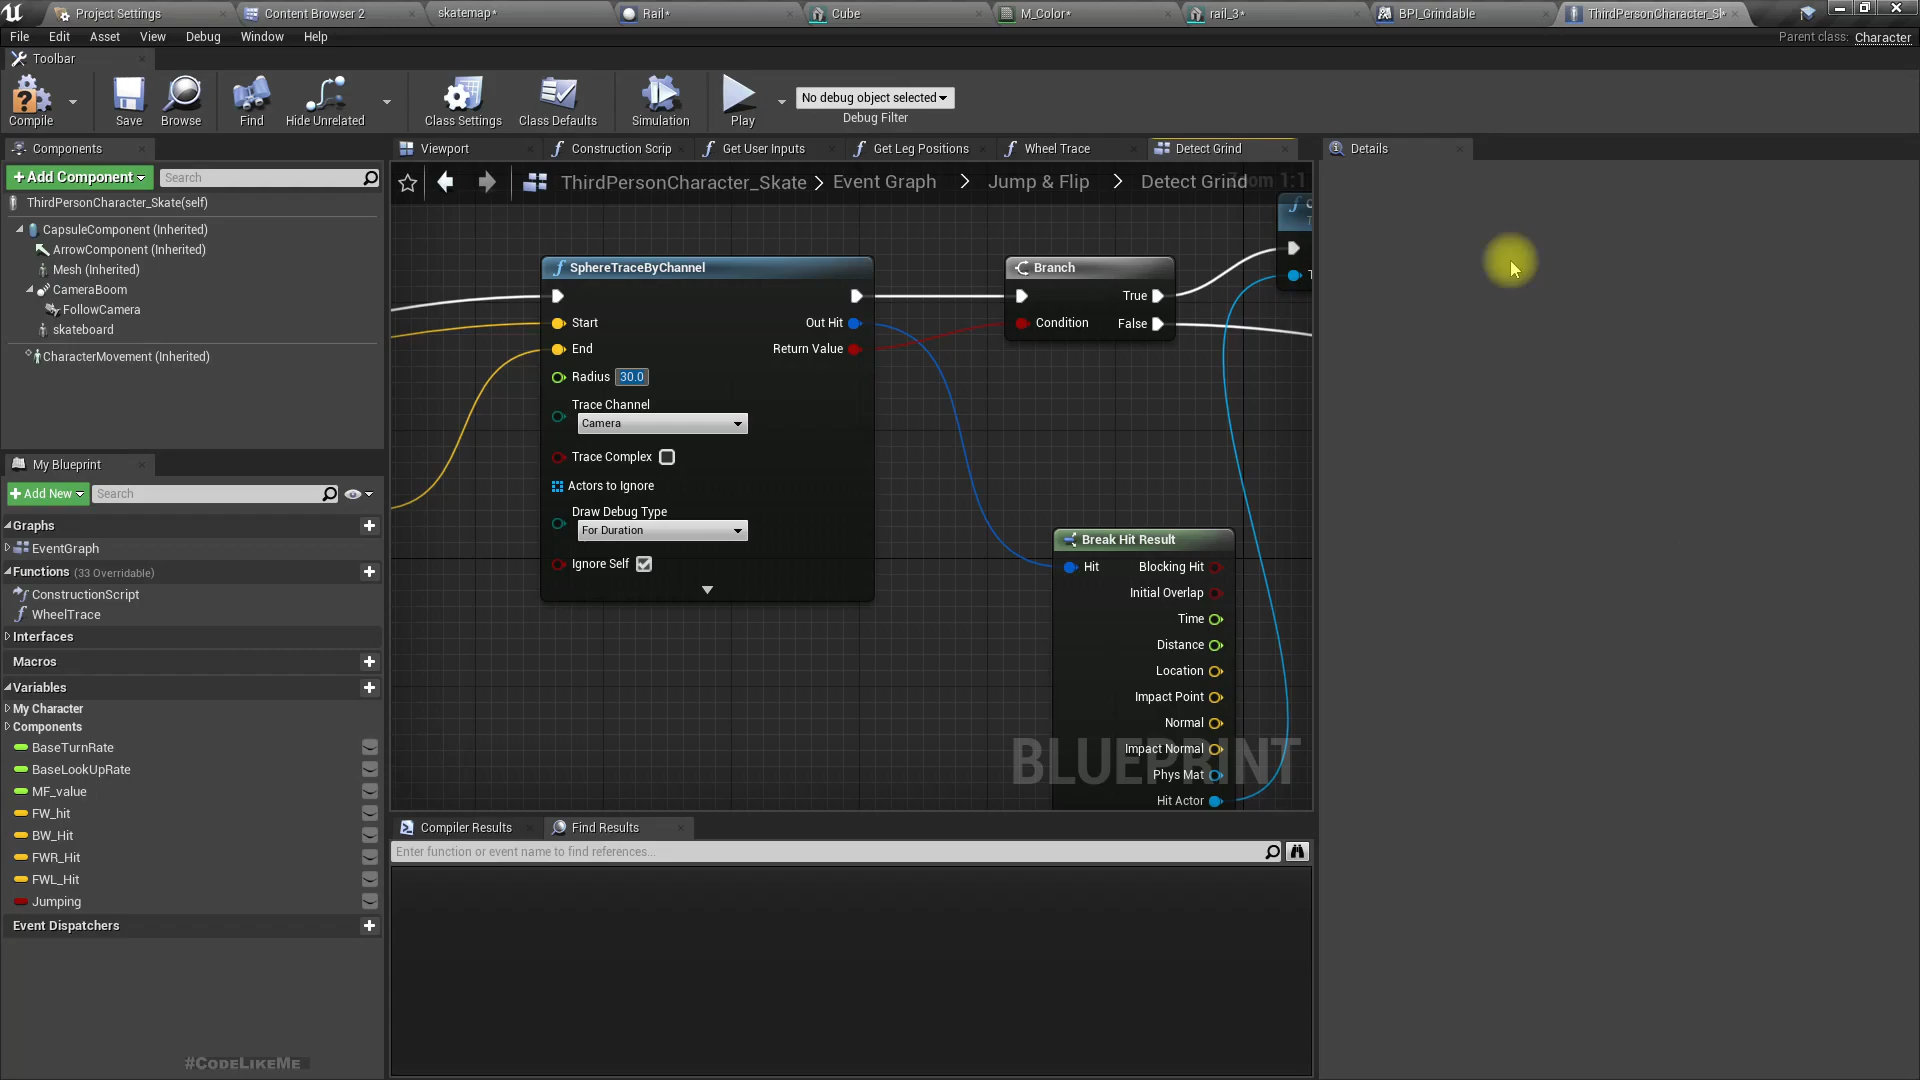 Project Settings
Content Browser 2
skatemap*
Rail*
Cube
M_Color*
rail_3*
BPI_Grindable
ThirdPersonCharacter_Sk*
File Edit Asset View Debug Window Help
Parent class: Character
Toolbar
Compile
Save
Browse
Find
Hide Unrelated
Class Settings
Class Defaults
Simulation
Play
No debug object selected
Debug Filter
Components
+Add Component
Search
ThirdPersonCharacter_Skate(self)
CapsuleComponent (Inherited)
ArrowComponent (Inherited)
Mesh (Inherited)
CameraBoom
FollowCamera
skateboard
CharacterMovement (Inherited)
My Blueprint
+Add New
Search
Graphs
EventGraph
Functions (33 Overridable)
ConstructionScript
WheelTrace
Interfaces
Macros
Variables
My Character
Components
BaseTurnRate
BaseLookUpRate
MF_value
FW_hit
BW_Hit
FWR_Hit
FWL_Hit
Jumping
Event Dispatchers
#CodeLikeMe
Viewport
Construction Scrip
Get User Inputs
Get Leg Positions
Wheel Trace
Detect Grind
Details
ThirdPersonCharacter_Skate > Event Graph > Jump & Flip > Detect Grind
Zoom 1:1
SphereTraceByChannel
Start
Out Hit
End
Return Value
Radius 30.0
Trace Channel
Camera
Trace Complex
Actors to Ignore
Draw Debug Type
For Duration
Ignore Self
Branch
True
Condition
False
Break Hit Result
Hit
Blocking Hit
Initial Overlap
Time
Distance
Location
Impact Point
Normal
Impact Normal
Phys Mat
Hit Actor
BLUEPRINT
Compiler Results
Find Results
Enter function or event name to find references...